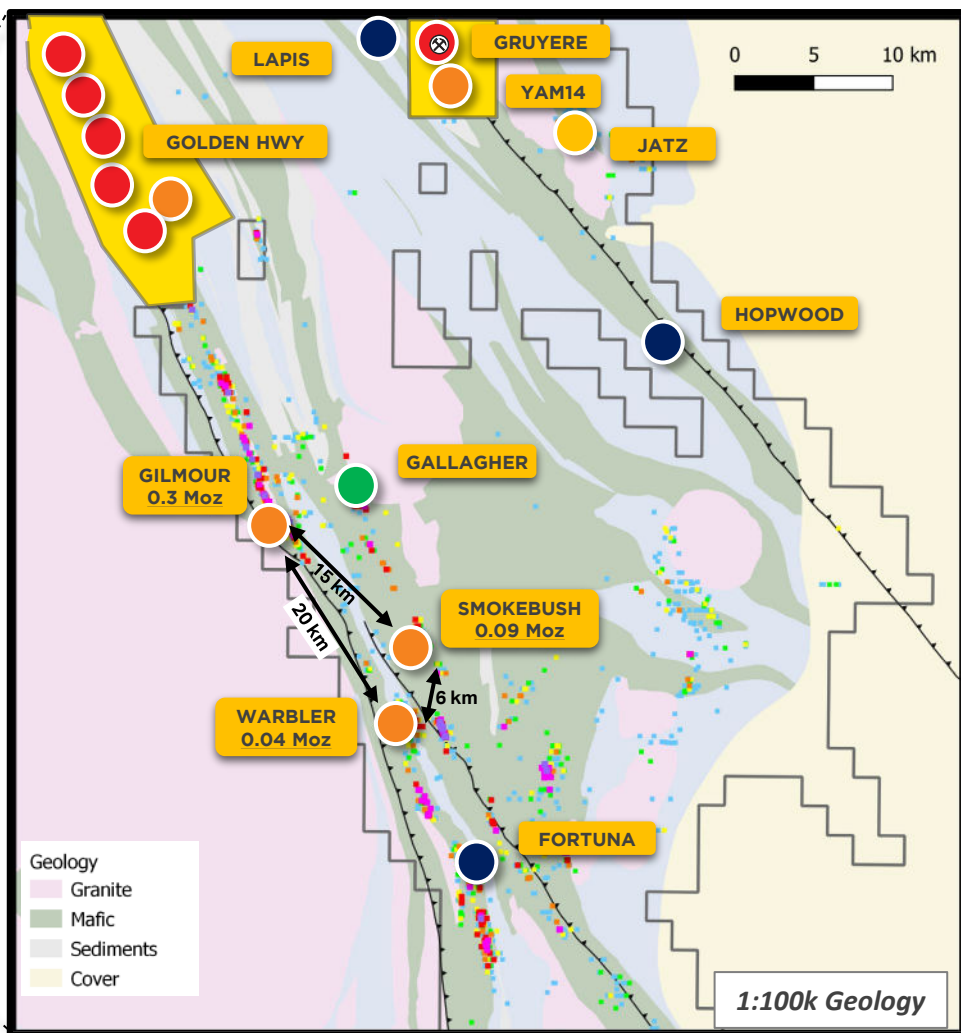 LAPIS
GRUYERE
0 5 10 km
YAM14
GOLDEN HWY
JATZ
HOPWOOD
GALLAGHER
GILMOUR
0.3 Moz
15 km
20 km
SMOKEBUSH
0.09 Moz
6 km
WARBLER
0.04 Moz
FORTUNA
Geology
Granite
Mafic
Sediments
Cover
1:100k Geology